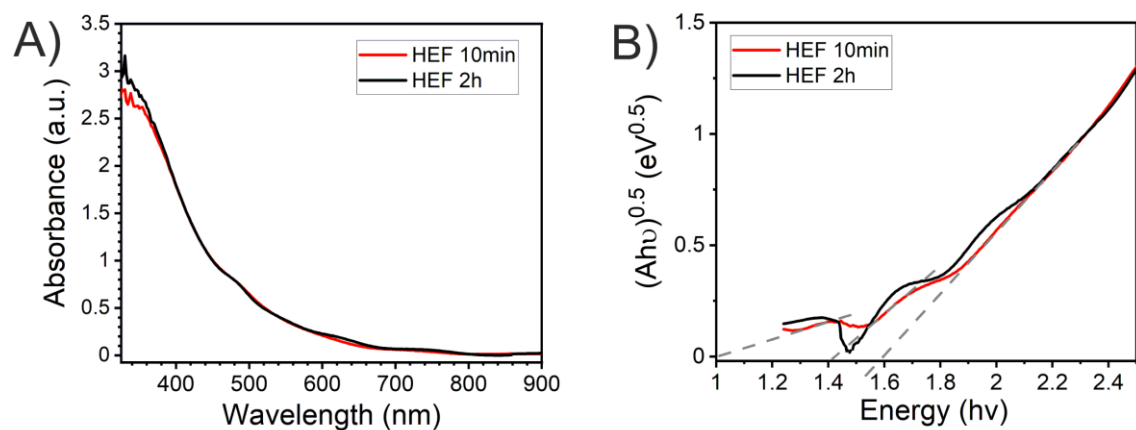 A)
3.5
3
2.5
2
1.5
1
0.5
0
Absorbance (a.u.)
HEF 10min
HEF 2h
400
500
600
700
800
900
Wavelength (nm)
B)
1.5
1
0.5
0
(Ahυ)^0.5 (eV^0.5)
HEF 10min
HEF 2h
1
1.2
1.4
1.6
1.8
2
2.2
2.4
Energy (hv)